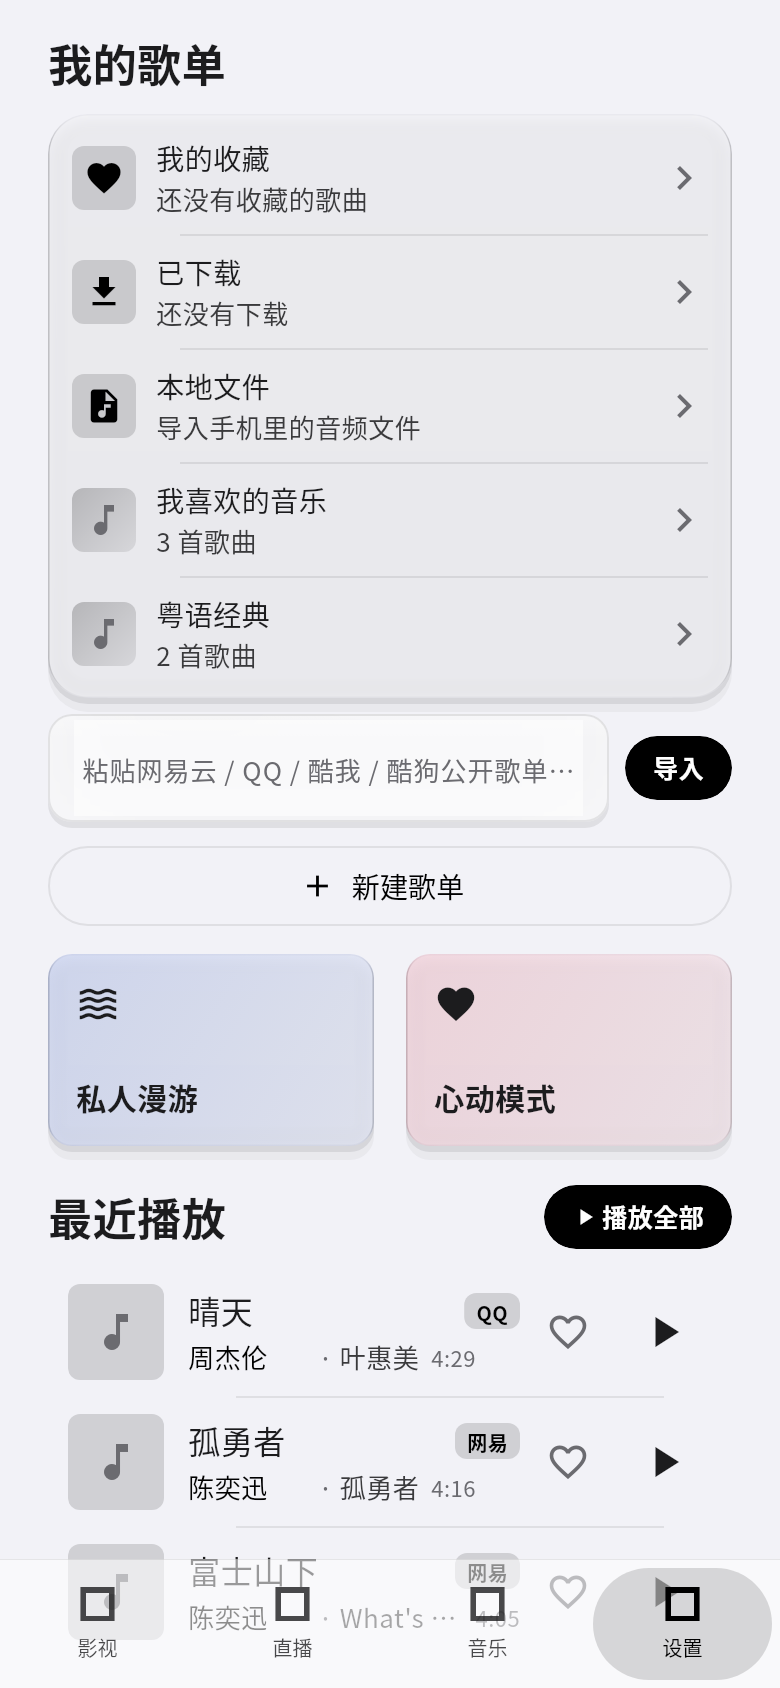 我的歌单
我的收藏
还没有收藏的歌曲
已下载
还没有下载
本地文件
导入手机里的音频文件
我喜欢的音乐
3 首歌曲
粤语经典
2 首歌曲
粘贴网易云 / QQ / 酷我 / 酷狗公开歌单…
导入
新建歌单
私人漫游
心动模式
最近播放
播放全部
晴天
QQ
周杰伦 · 叶惠美 4:29
孤勇者
网易
陈奕迅 · 孤勇者 4:16
富士山下
网易
陈奕迅 · What's … 4:05
影视
直播
音乐
设置